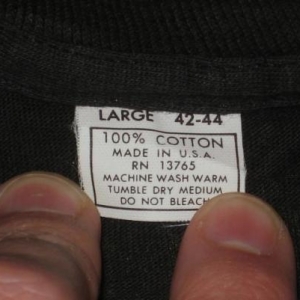 LARGE 42-44
100% COTTON
MADE IN U.S.A.
RN 13765
MACHINE WASH WARM
TUMBLE DRY MEDIUM
DO NOT BLEACH